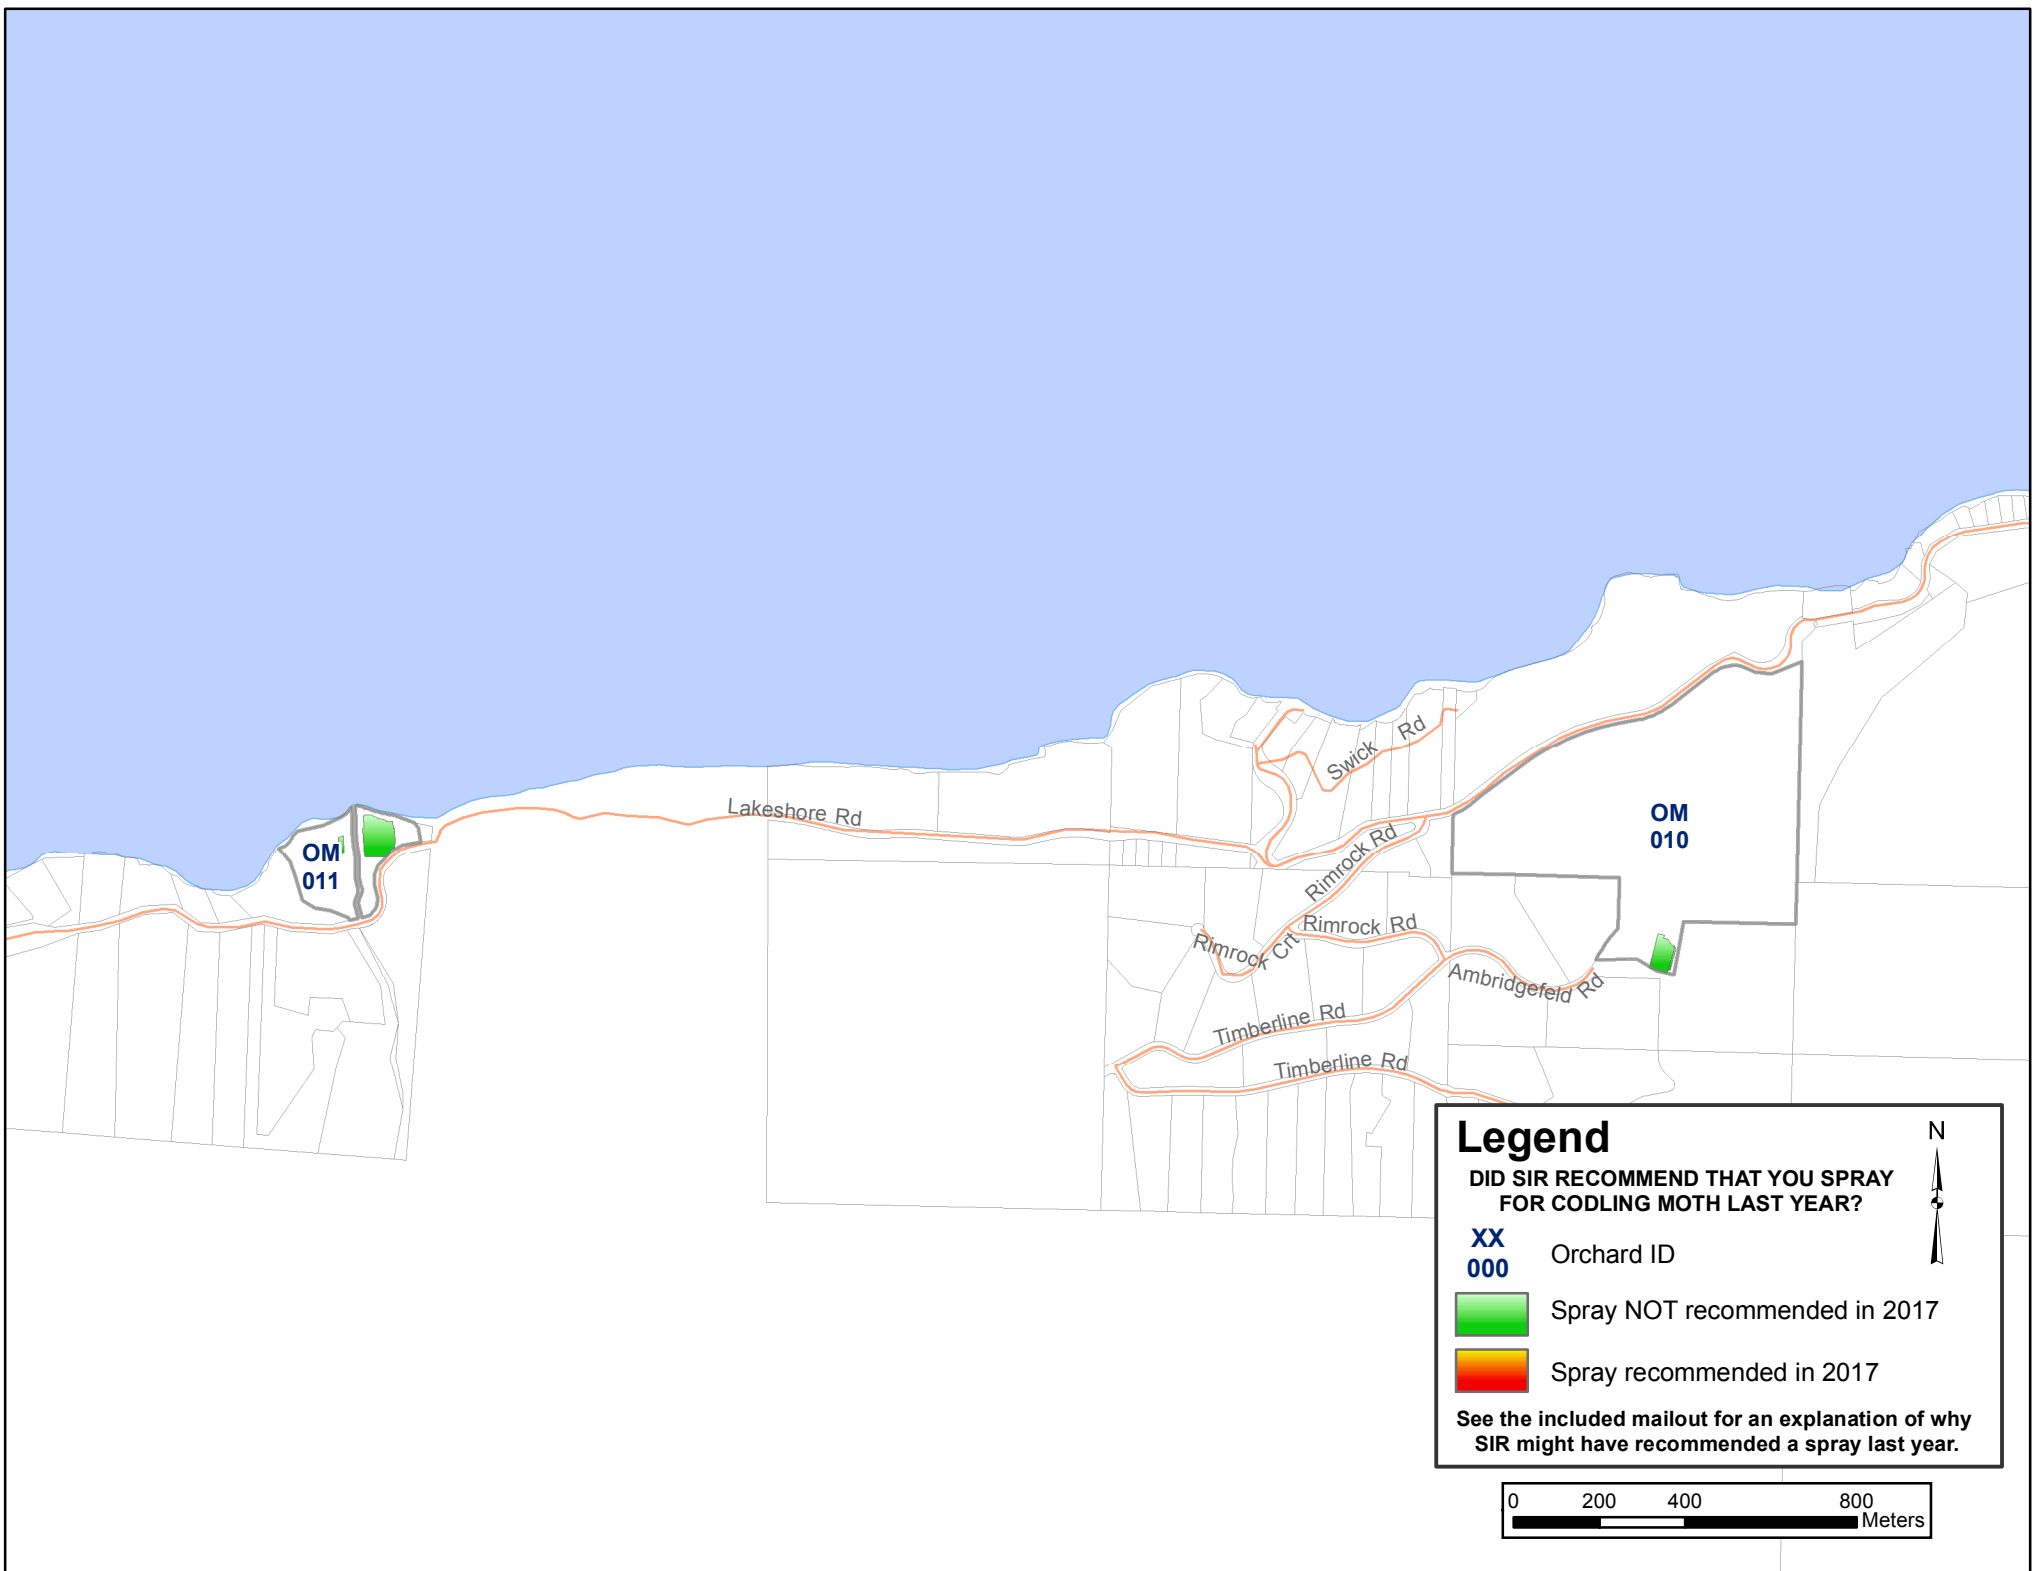 Swick Rd
Lakeshore Rd
OM
010
Rimrock Rd
OM
011
Rimrock Rd
Rimrock Crt
Ambridgefeld Rd
Timberline Rd
Timberline Rd
Legend
N
DID SIR RECOMMEND THAT YOU SPRAY
FOR CODLING MOTH LAST YEAR?
XX
000
Orchard ID
Spray NOT recommended in 2017
Spray recommended in 2017
See the included mailout for an explanation of why
SIR might have recommended a spray last year.
0 200 400 800
Meters